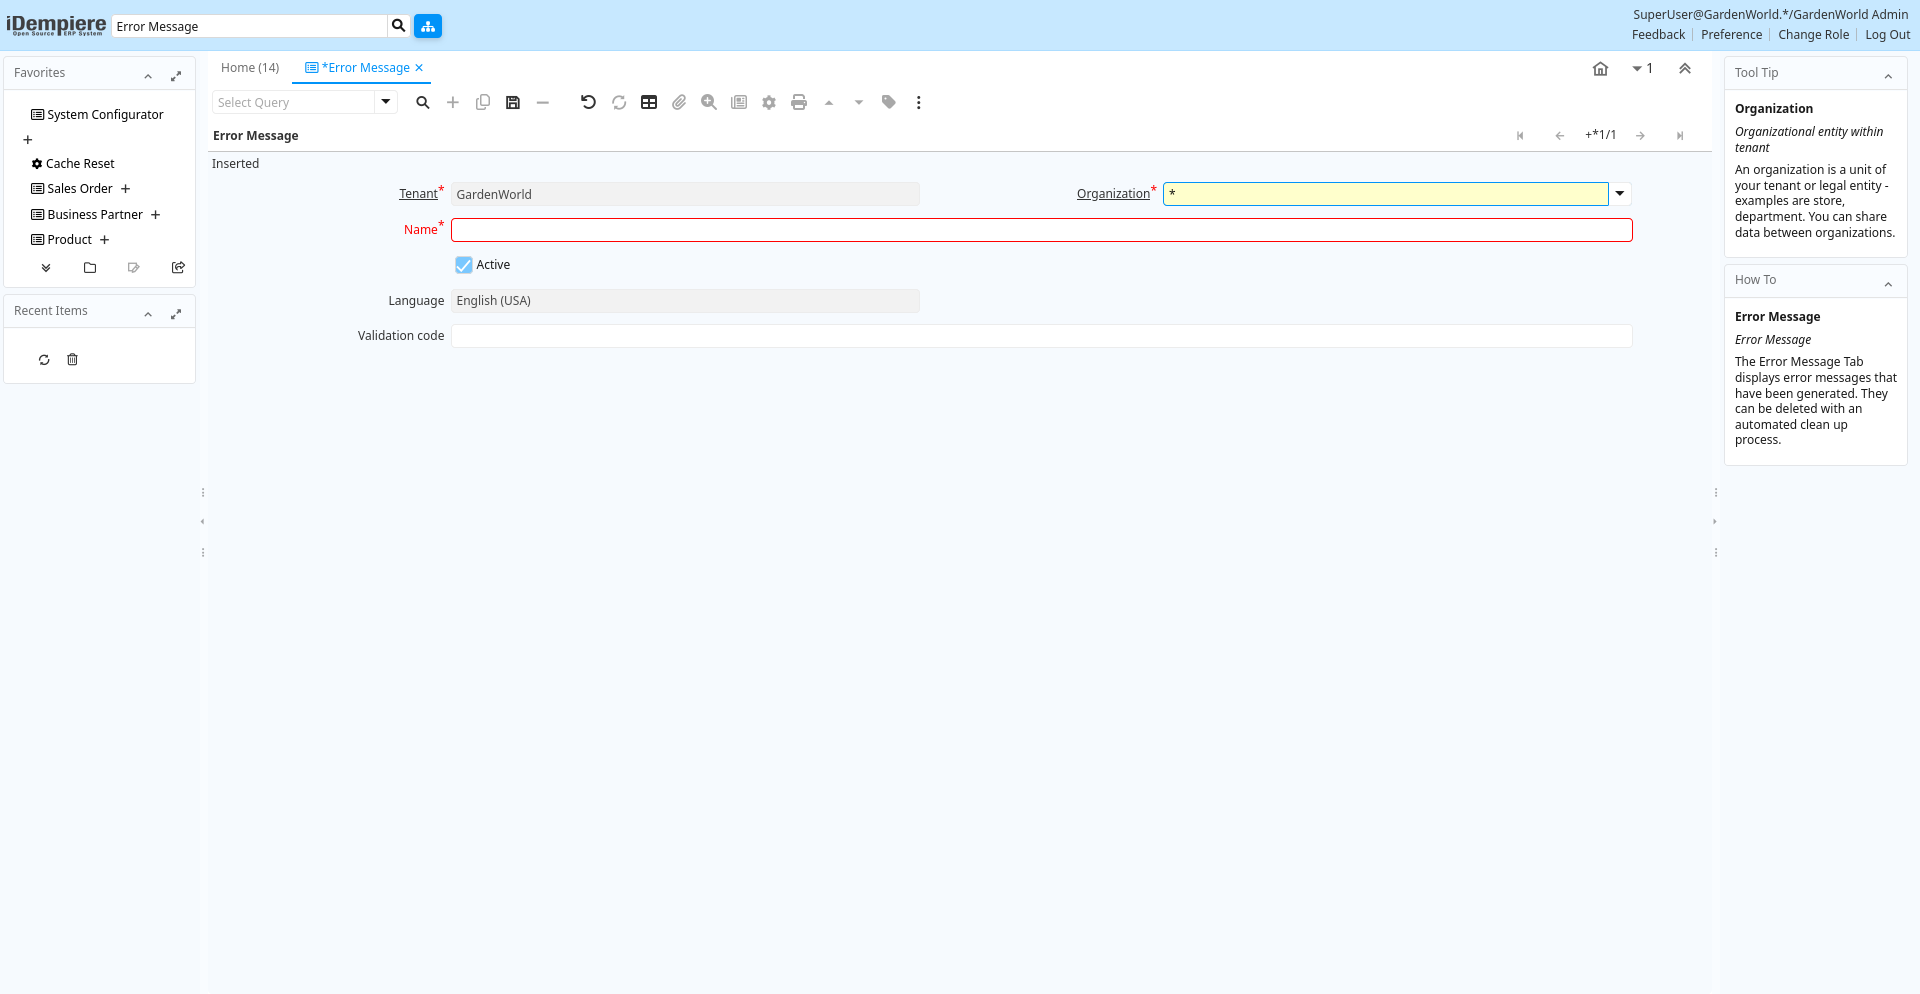 iDempiere
Open Source ERP System
Error Message
SuperUser@GardenWorld.*/GardenWorld Admin
Feedback
Preference
Change Role
Log Out
Favorites
System Configurator
Cache Reset
Sales Order
Business Partner
Product
Recent Items
Home (14)
*Error Message
1
Select Query
Error Message
+*1/1
Inserted
Tenant*
GardenWorld
Organization*
*
Name*
Active
Language
English (USA)
Validation code
Tool Tip
Organization
Organizational entity within
tenant
An organization is a unit of
your tenant or legal entity -
examples are store,
department. You can share
data between organizations.
How To
Error Message
Error Message
The Error Message Tab
displays error messages that
have been generated. They
can be deleted with an
automated clean up
process.